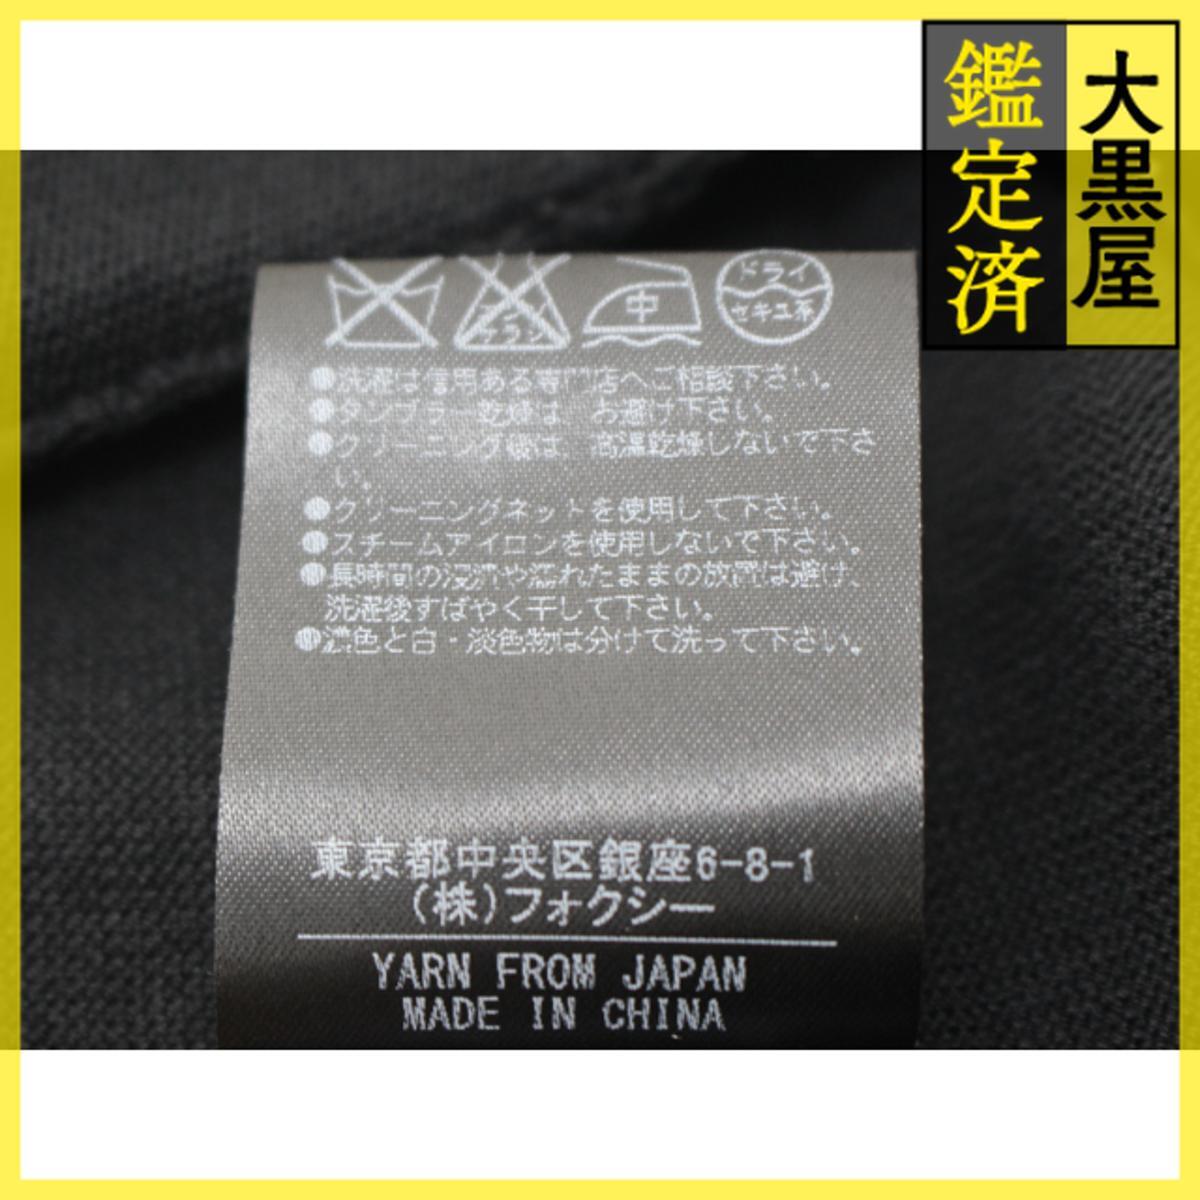 鑑定済
大黒屋
エンソ
サラシ
中
ドライ
セキユ系
●洗濯は信用ある専門店へご相談下さい。
●タンブラー乾燥は お避け下さい。
●クリーニング後は、高温乾燥しないで下さ
い。
●クリーニングネットを使用して下さい。
●スチームアイロンを使用しないで下さい。
●長時間の浸漬や濡れたままの放置は避け、
洗濯後すばやく干して下さい。
●濃色と白・淡色物は分けて洗って下さい。
東京都中央区銀座6-8-1
(株)フォクシー
YARN FROM JAPAN
MADE IN CHINA